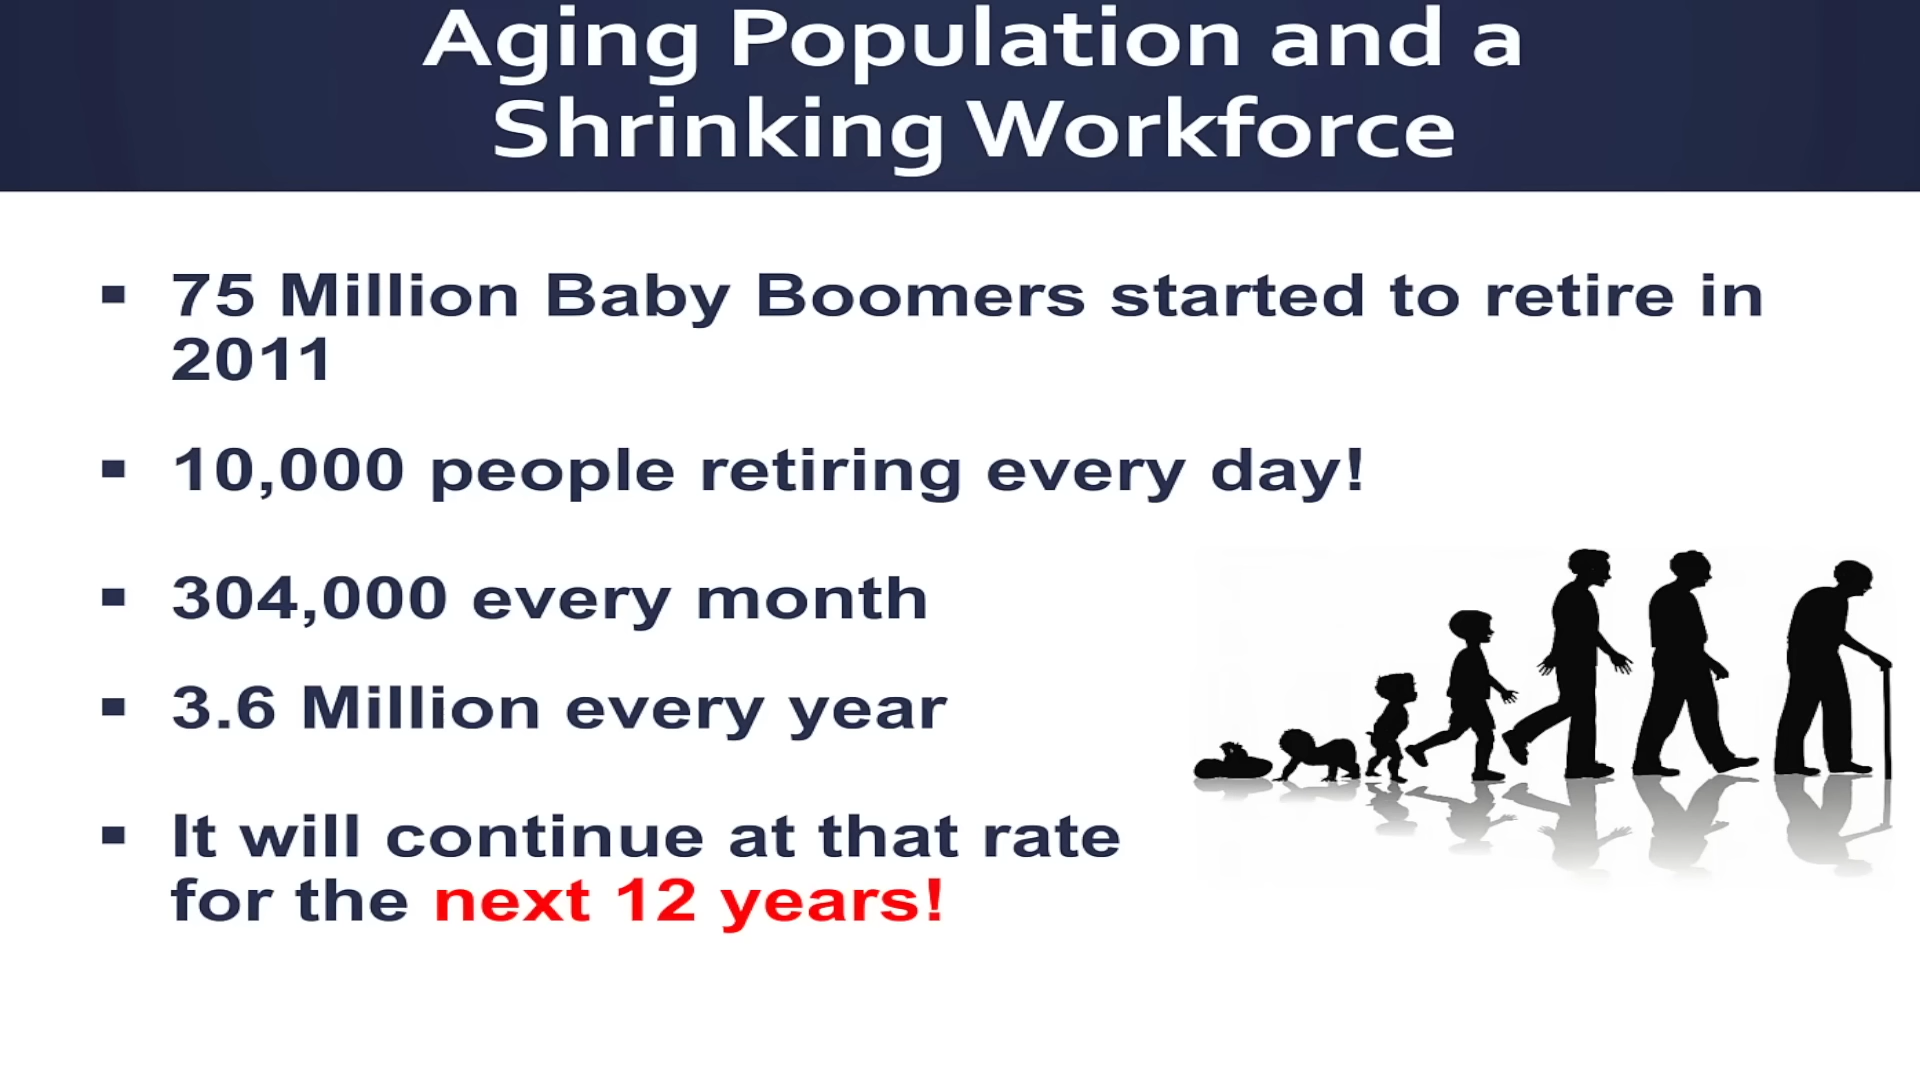 Aging Population and a
Shrinking Workforce
▪ 75 Million Baby Boomers started to retire in
2011
▪ 10,000 people retiring every day!
▪ 304,000 every month
▪ 3.6 Million every year
▪ It will continue at that rate
for the next 12 years!